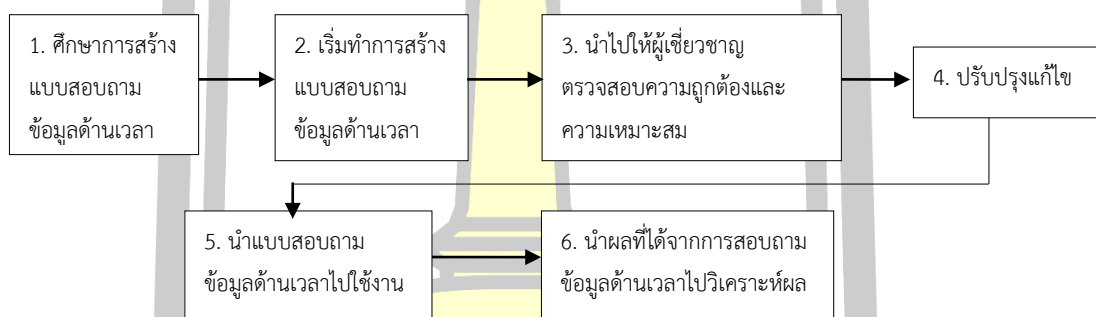 1. ศึกษาการสร้าง
แบบสอบถาม
ข้อมูลด้านเวลา
2. เริ่มทำการสร้าง
แบบสอบถาม
ข้อมูลด้านเวลา
3. นำไปให้ผู้เชี่ยวชาญ
ตรวจสอบความถูกต้องและ
ความเหมาะสม
4. ปรับปรุงแก้ไข
5. นำแบบสอบถาม
ข้อมูลด้านเวลาไปใช้งาน
6. นำผลที่ได้จากการสอบถาม
ข้อมูลด้านเวลาไปวิเคราะห์ผล